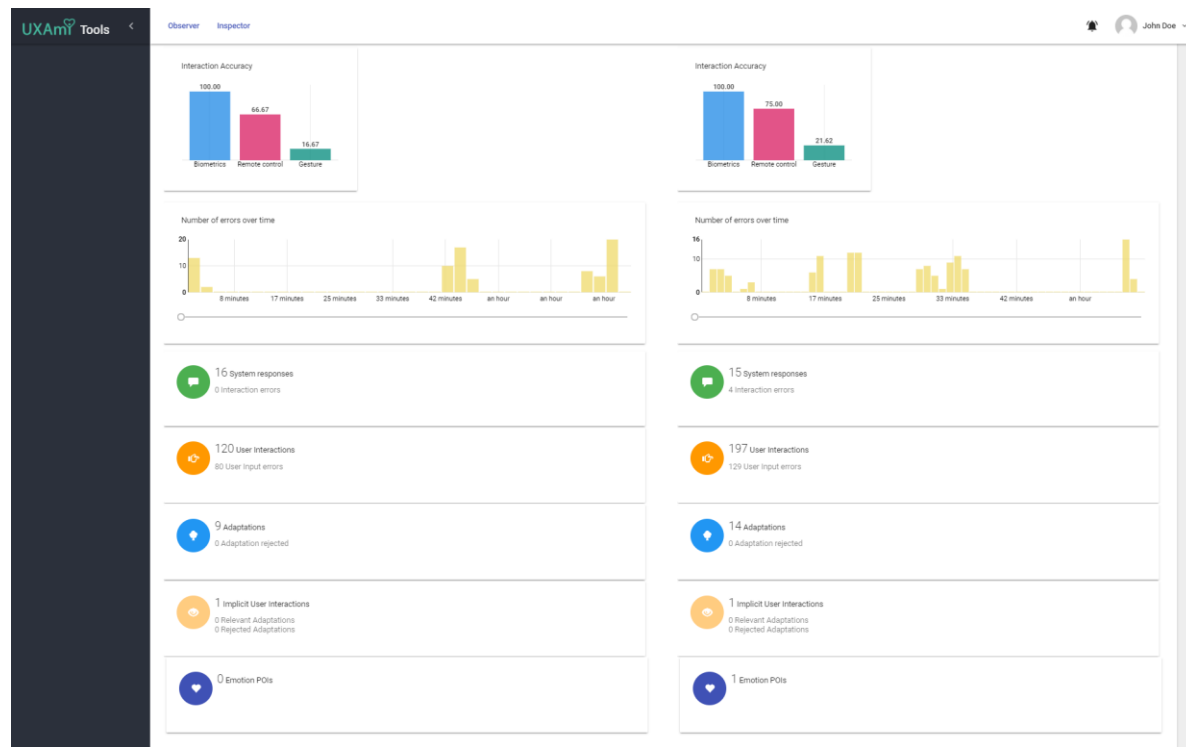 UXAmI Tools
Observer Inspector
John Doe
Interaction Accuracy
100.00
66.67
16.67
Biometrics Remote control Gesture
Number of errors over time
20
10
0
8 minutes 17 minutes 25 minutes 33 minutes 42 minutes an hour an hour an hour
16 System responses
0 Interaction errors
120 User Interactions
80 User Input errors
9 Adaptations
0 Adaptation rejected
1 Implicit User Interactions
0 Relevant Adaptations
0 Rejected Adaptations
0 Emotion POIs
Interaction Accuracy
100.00
75.00
21.62
Biometrics Remote control Gesture
Number of errors over time
16
10
0
8 minutes 17 minutes 25 minutes 33 minutes 42 minutes an hour
15 System responses
4 Interaction errors
197 User Interactions
129 User Input errors
14 Adaptations
0 Adaptation rejected
1 Implicit User Interactions
0 Relevant Adaptations
0 Rejected Adaptations
1 Emotion POIs